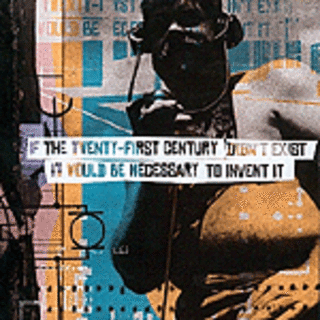 IF THE TWENTY-FIRST CENTURY DIDN'T EXIST
IT WOULD BE NECESSARY TO INVENT IT